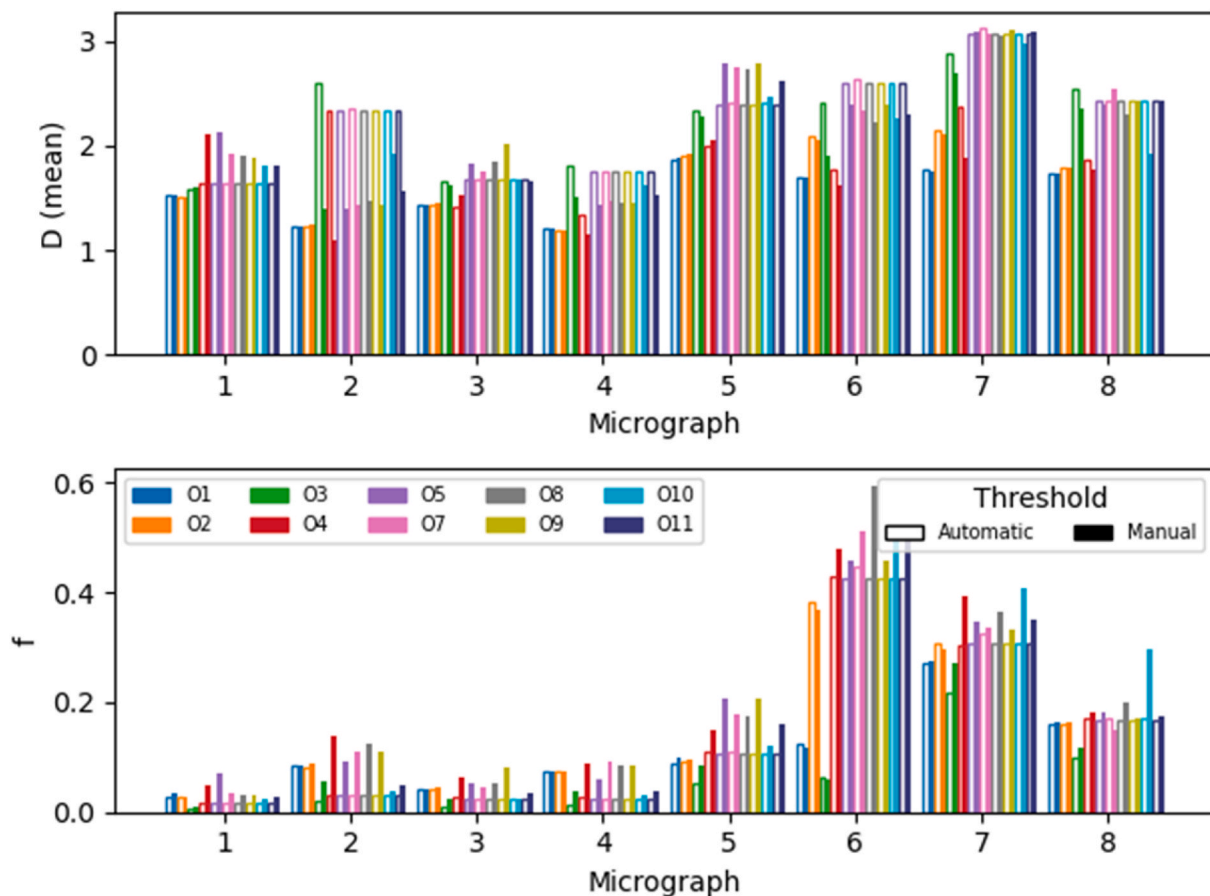 3
2
1
0
D (mean)
1 2 3 4 5 6 7 8
Micrograph
0.6
0.4
0.2
0.0
f
O1 O3 O5 O8 O10
O2 O4 O7 O9 O11
Threshold
Automatic Manual
1 2 3 4 5 6 7 8
Micrograph